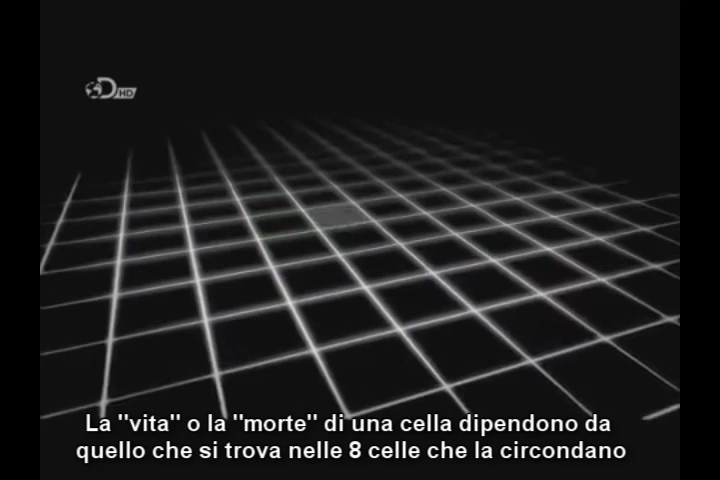 D HD
La "vita" o la "morte" di una cella dipendono da
quello che si trova nelle 8 celle che la circondano